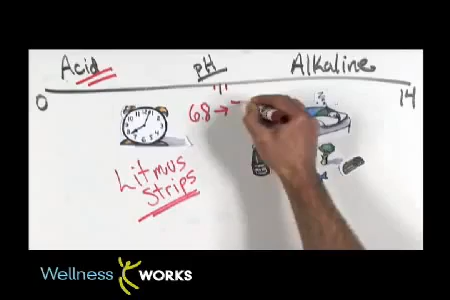 Acid pH Alkaline
0 14
6.8 →
Litmus
Strips
Wellness WORKS